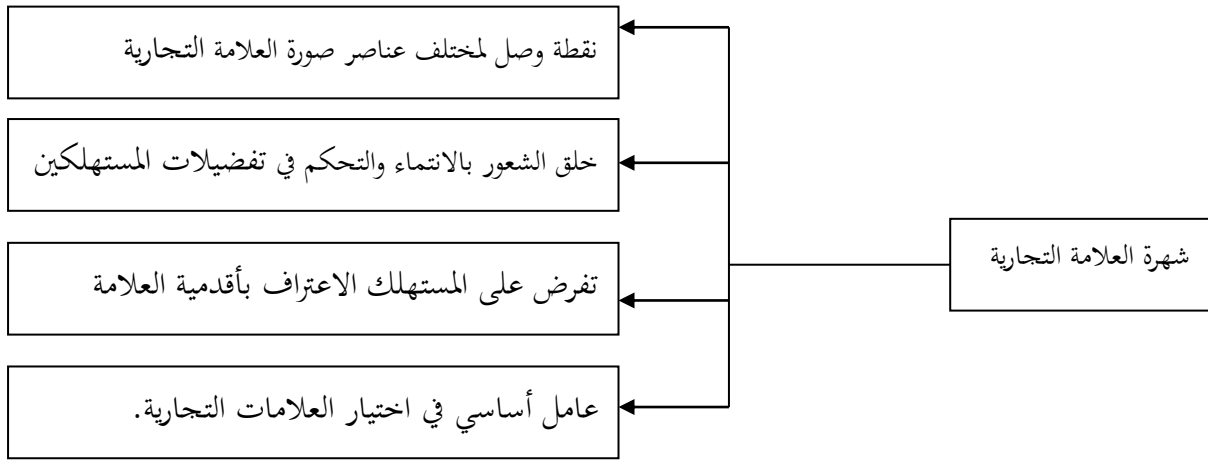 شهرة العلامة التجارية
نقطة وصل لمختلف عناصر صورة العلامة التجارية
خلق الشعور بالانتماء والتحكم في تفضيلات المستهلكين
تفرض على المستهلك الاعتراف بأقدمية العلامة
عامل أساسي في اختيار العلامات التجارية.